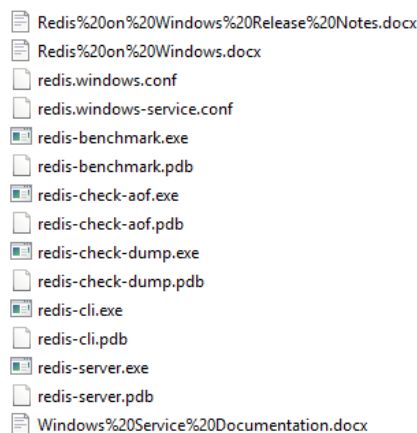 Redis%20on%20Windows%20Release%20Notes.docx
Redis%20on%20Windows.docx
redis.windows.conf
redis.windows-service.conf
redis-benchmark.exe
redis-benchmark.pdb
redis-check-aof.exe
redis-check-aof.pdb
redis-check-dump.exe
redis-check-dump.pdb
redis-cli.exe
redis-cli.pdb
redis-server.exe
redis-server.pdb
Windows%20Service%20Documentation.docx